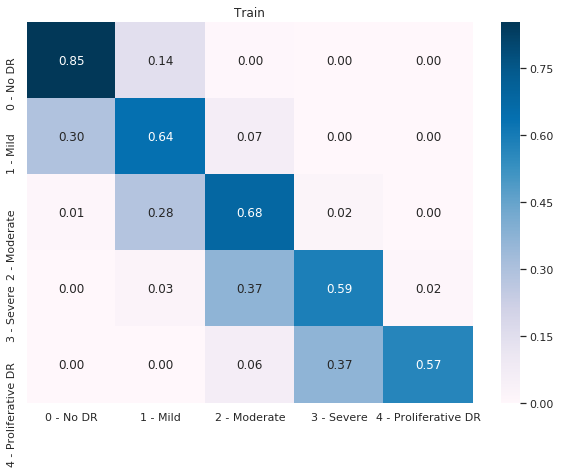 Train
0 - No DR
0.85 0.14 0.00 0.00 0.00
1 - Mild
0.30 0.64 0.07 0.00 0.00
2 - Moderate
0.01 0.28 0.68 0.02 0.00
3 - Severe
0.00 0.03 0.37 0.59 0.02
4 - Proliferative DR
0.00 0.00 0.06 0.37 0.57
0 - No DR 1 - Mild 2 - Moderate 3 - Severe 4 - Proliferative DR
0.75
0.60
0.45
0.30
0.15
0.00